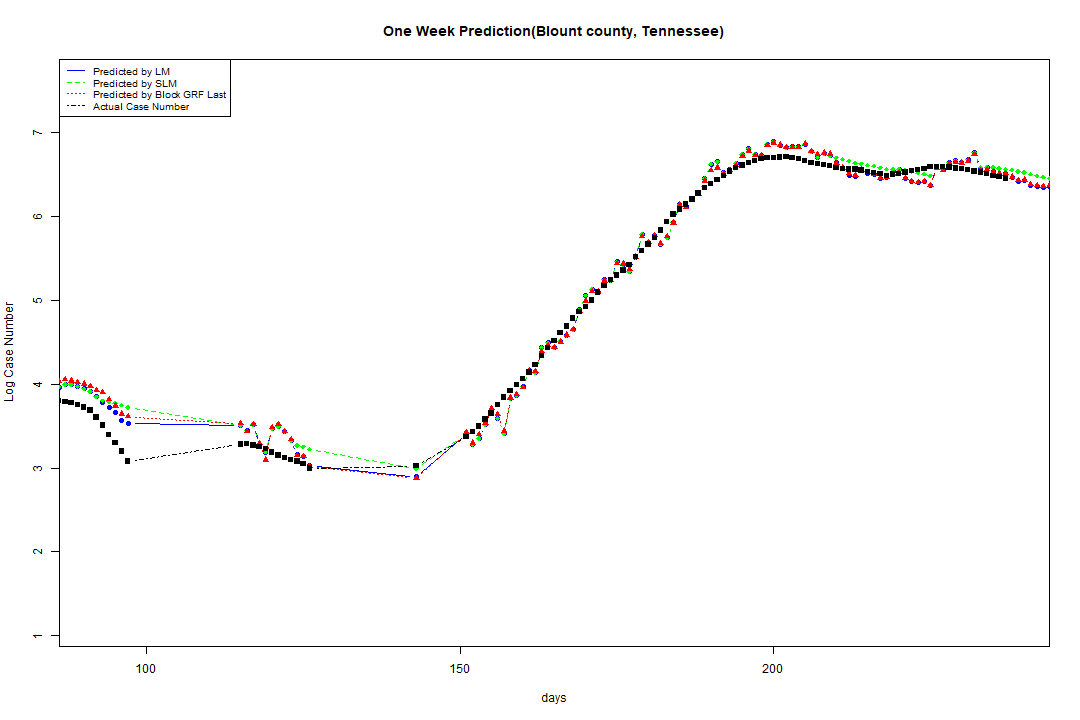 One Week Prediction(Blount county, Tennessee)
Predicted by LM
Predicted by SLM
Predicted by Block GRF Last
Actual Case Number
Log Case Number
7
6
5
4
3
2
1
100 150 200
days